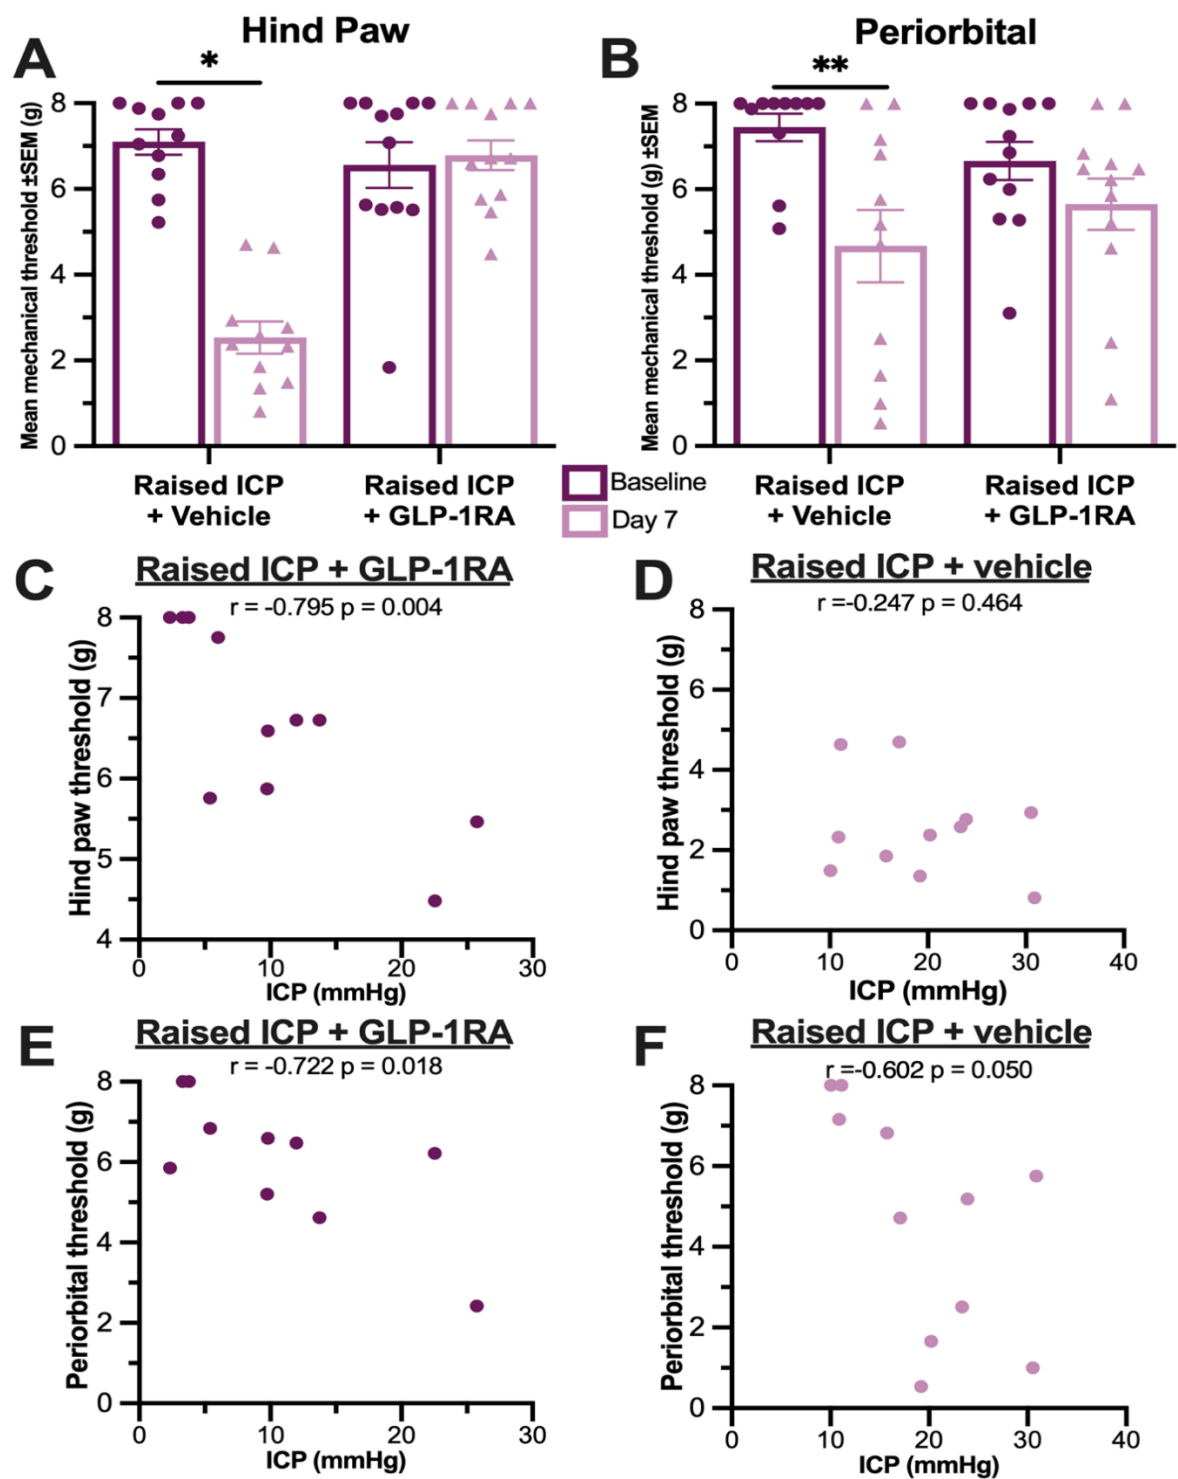 A
Hind Paw
*
Mean mechanical threshold ±SEM (g)
8
6
4
2
0
Raised ICP
+ Vehicle
Raised ICP
+ GLP-1RA
B
Periorbital
**
Mean mechanical threshold (g) ±SEM
8
6
4
2
0
Raised ICP
+ Vehicle
Raised ICP
+ GLP-1RA
Baseline
Day 7
C
Raised ICP + GLP-1RA
r = -0.795 p = 0.004
Hind paw threshold (g)
8
7
6
5
4
0 10 20 30
ICP (mmHg)
D
Raised ICP + vehicle
r =-0.247 p = 0.464
Hind paw threshold (g)
8
6
4
2
0
0 10 20 30 40
ICP (mmHg)
E
Raised ICP + GLP-1RA
r = -0.722 p = 0.018
Periorbital threshold (g)
8
6
4
2
0
0 10 20 30
ICP (mmHg)
F
Raised ICP + vehicle
r =-0.602 p = 0.050
Periorbital threshold (g)
8
6
4
2
0
0 10 20 30 40
ICP (mmHg)